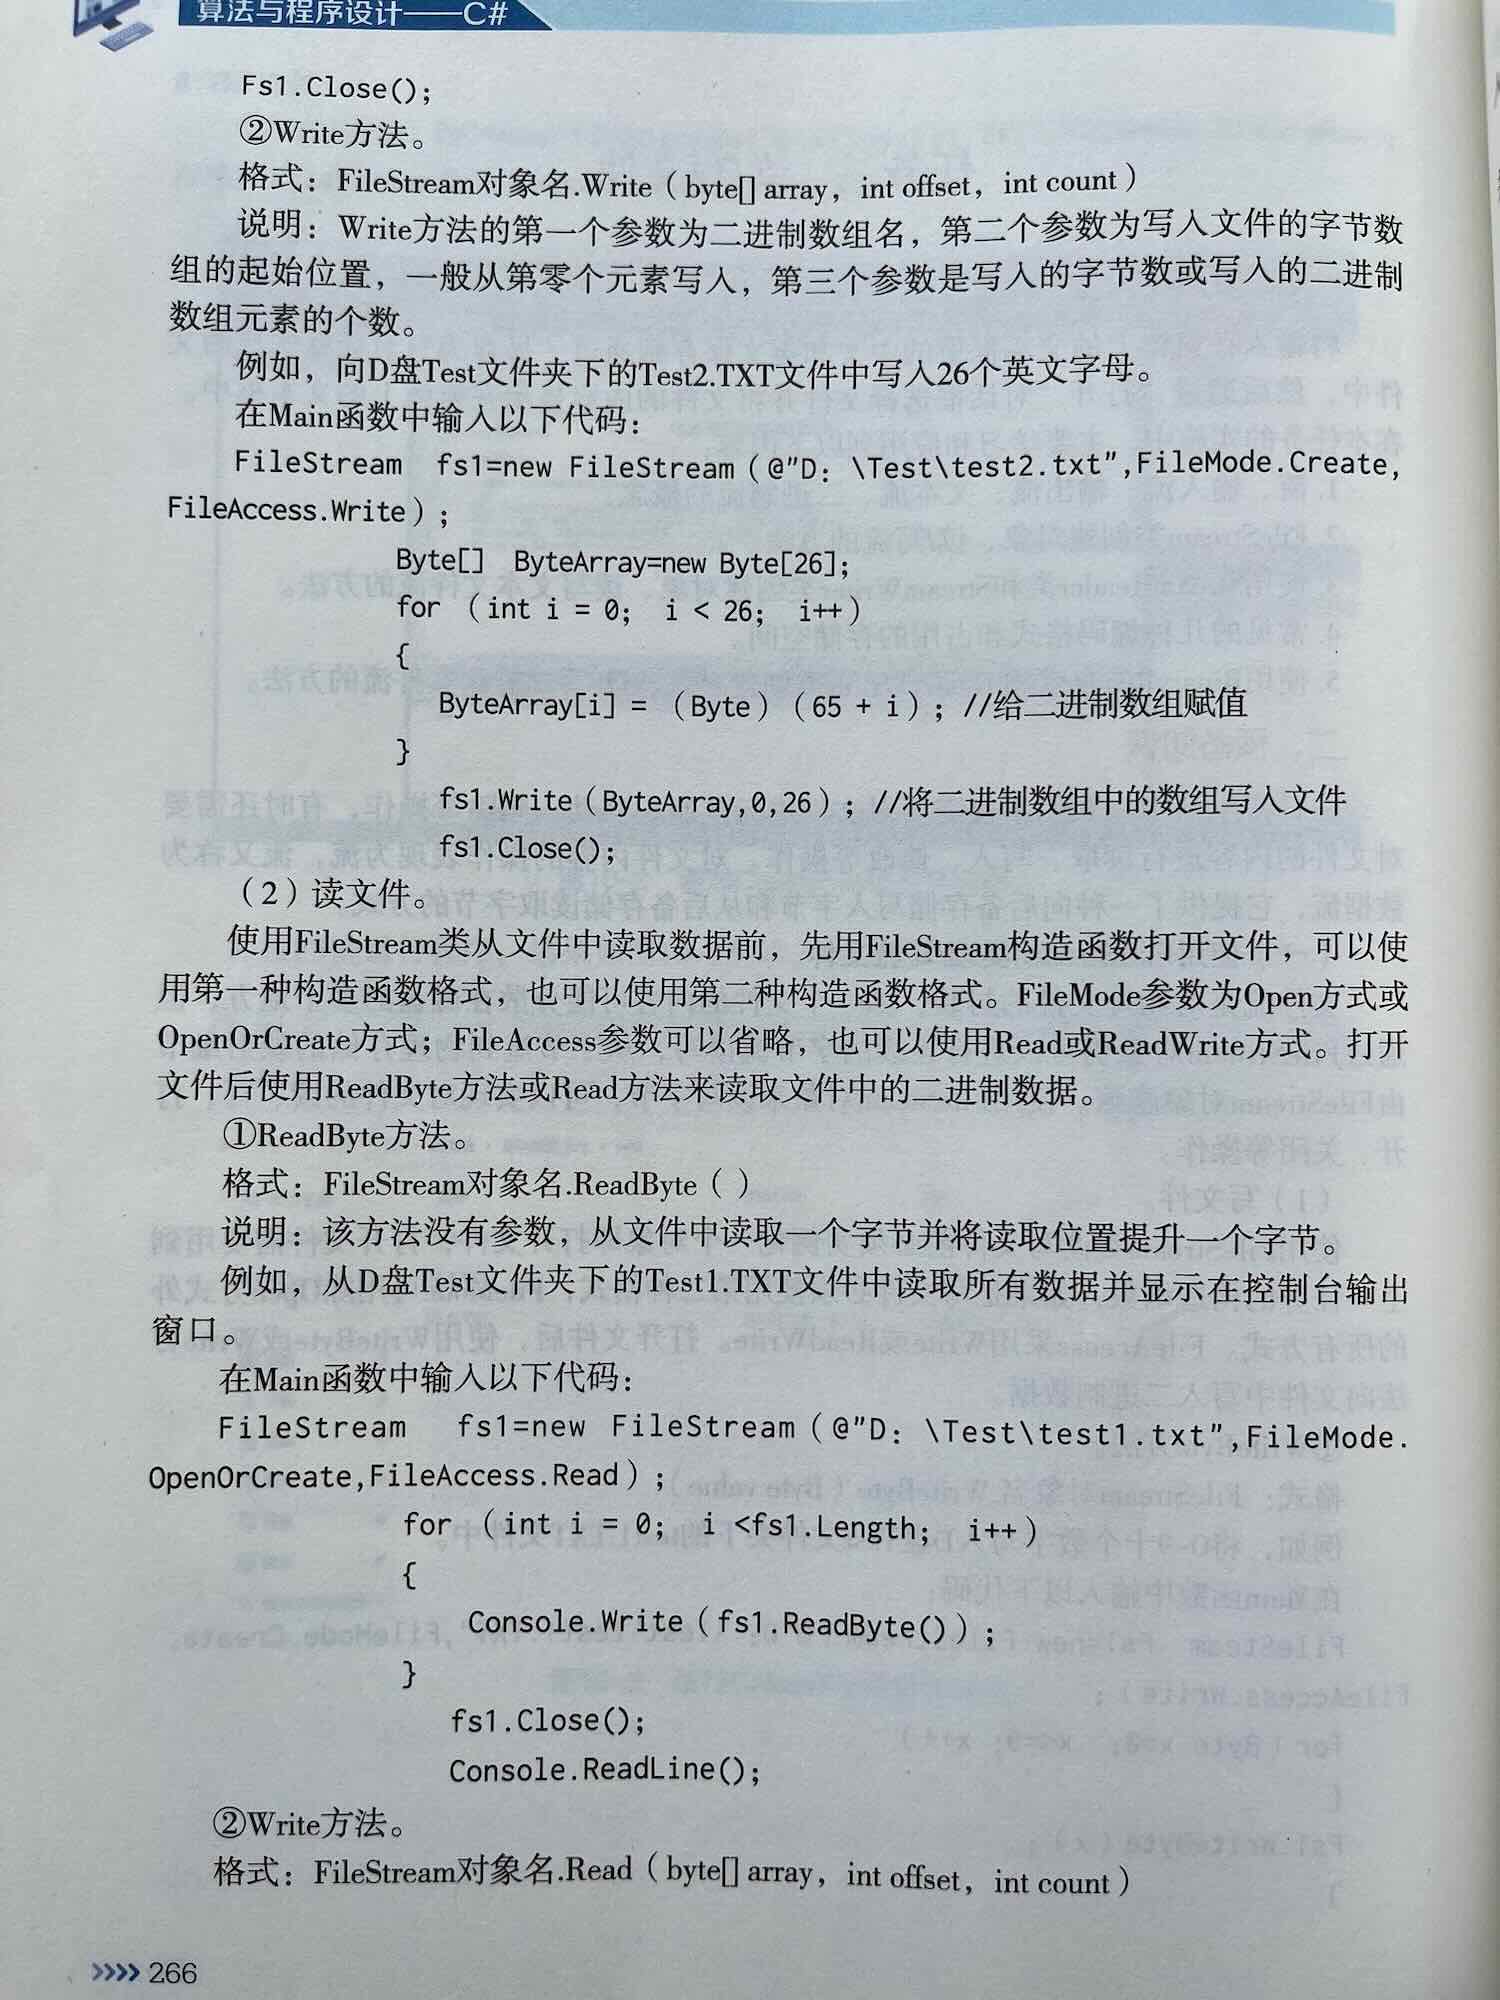 算法与程序设计——C#
Fs1.Close();
②Write方法。
格式：FileStream对象名.Write（byte[] array，int offset，int count）
说明：Write方法的第一个参数为二进制数组名，第二个参数为写入文件的字节数
组的起始位置，一般从第零个元素写入，第三个参数是写入的字节数或写入的二进制
数组元素的个数。
例如，向D盘Test文件夹下的Test2.TXT文件中写入26个英文字母。
在Main函数中输入以下代码：
FileStream fs1=new FileStream（@"D：\Test\test2.txt",FileMode.Create,
FileAccess.Write）；
Byte[] ByteArray=new Byte[26];
for （int i = 0； i < 26； i++）
{
ByteArray[i] = （Byte）（65 + i）；//给二进制数组赋值
}
fs1.Write（ByteArray,0,26）；//将二进制数组中的数组写入文件
fs1.Close();
（2）读文件。
使用FileStream类从文件中读取数据前，先用FileStream构造函数打开文件，可以使
用第一种构造函数格式，也可以使用第二种构造函数格式。FileMode参数为Open方式或
OpenOrCreate方式；FileAccess参数可以省略，也可以使用Read或ReadWrite方式。打开
文件后使用ReadByte方法或Read方法来读取文件中的二进制数据。
①ReadByte方法。
格式：FileStream对象名.ReadByte（）
说明：该方法没有参数，从文件中读取一个字节并将读取位置提升一个字节。
例如，从D盘Test文件夹下的Test1.TXT文件中读取所有数据并显示在控制台输出
窗口。
在Main函数中输入以下代码：
FileStream fs1=new FileStream（@"D：\Test\test1.txt",FileMode.
OpenOrCreate,FileAccess.Read）；
for （int i = 0； i <fs1.Length； i++）
{
Console.Write（fs1.ReadByte()）；
}
fs1.Close();
Console.ReadLine();
②Write方法。
格式：FileStream对象名.Read（byte[] array，int offset，int count）
266